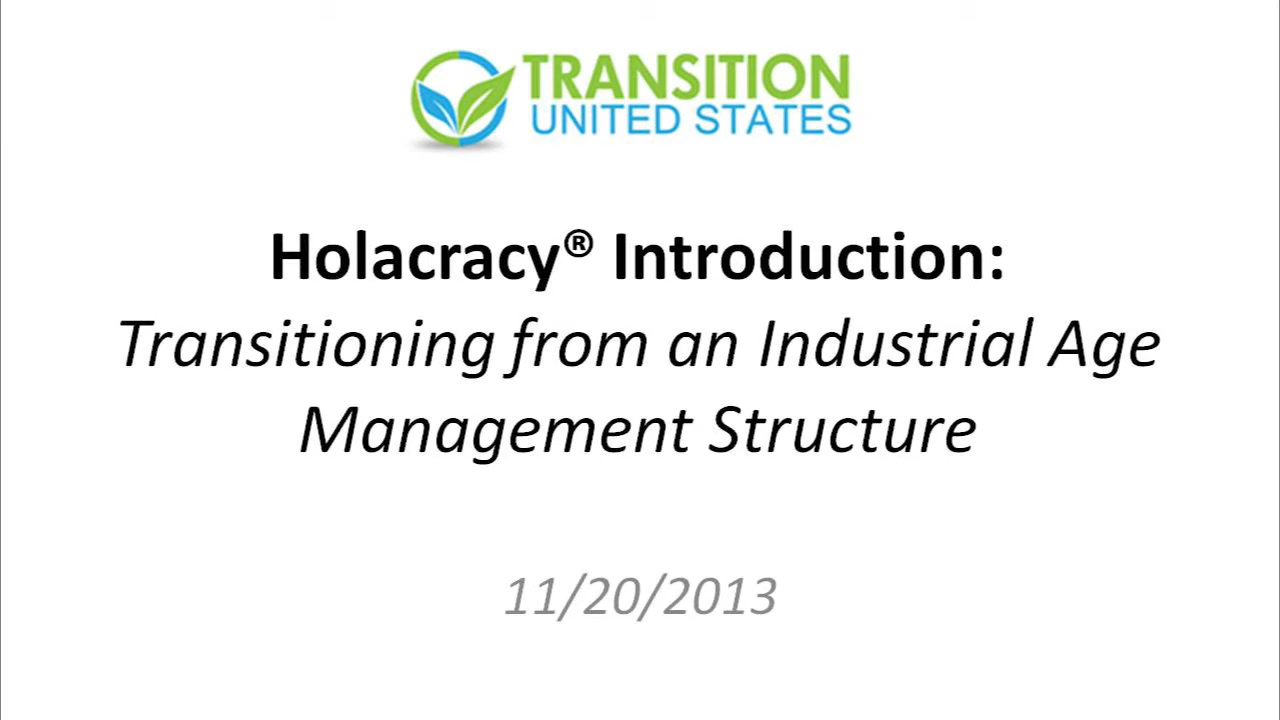 TRANSITION
UNITED STATES
Holacracy® Introduction:
Transitioning from an Industrial Age
Management Structure
11/20/2013